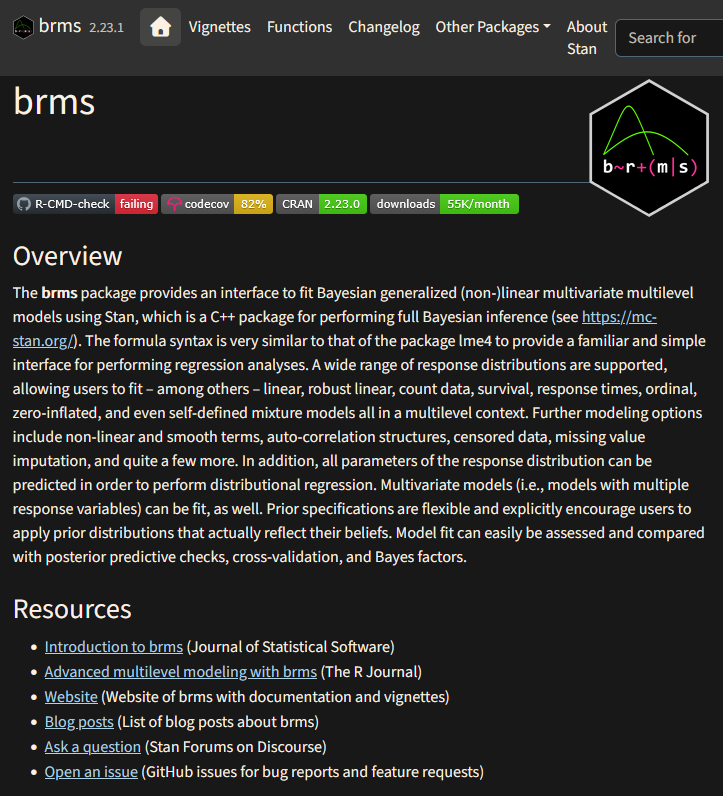 brms 2.23.1 Vignettes Functions Changelog Other Packages About Stan Search for
brms
b~r+(m|s)
R-CMD-check failing codecov 82% CRAN 2.23.0 downloads 55K/month
Overview
The brms package provides an interface to fit Bayesian generalized (non-)linear multivariate multilevel
models using Stan, which is a C++ package for performing full Bayesian inference (see https://mc-
stan.org/). The formula syntax is very similar to that of the package lme4 to provide a familiar and simple
interface for performing regression analyses. A wide range of response distributions are supported,
allowing users to fit – among others – linear, robust linear, count data, survival, response times, ordinal,
zero-inflated, and even self-defined mixture models all in a multilevel context. Further modeling options
include non-linear and smooth terms, auto-correlation structures, censored data, missing value
imputation, and quite a few more. In addition, all parameters of the response distribution can be
predicted in order to perform distributional regression. Multivariate models (i.e., models with multiple
response variables) can be fit, as well. Prior specifications are flexible and explicitly encourage users to
apply prior distributions that actually reflect their beliefs. Model fit can easily be assessed and compared
with posterior predictive checks, cross-validation, and Bayes factors.
Resources
• Introduction to brms (Journal of Statistical Software)
• Advanced multilevel modeling with brms (The R Journal)
• Website (Website of brms with documentation and vignettes)
• Blog posts (List of blog posts about brms)
• Ask a question (Stan Forums on Discourse)
• Open an issue (GitHub issues for bug reports and feature requests)